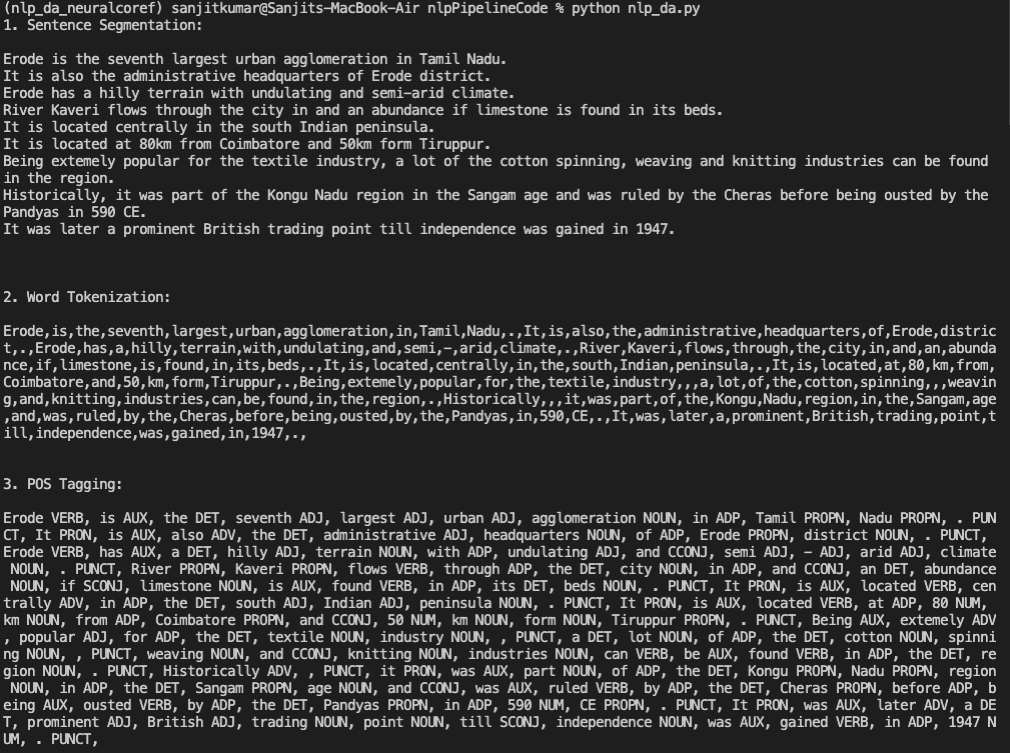 (nlp_da_neuralcoref) sanjitkumar@Sanjits-MacBook-Air nlpPipelineCode % python nlp_da.py
1. Sentence Segmentation:
Erode is the seventh largest urban agglomeration in Tamil Nadu.
It is also the administrative headquarters of Erode district.
Erode has a hilly terrain with undulating and semi-arid climate.
River Kaveri flows through the city in and an abundance if limestone is found in its beds.
It is located centrally in the south Indian peninsula.
It is located at 80km from Coimbatore and 50km form Tiruppur.
Being extemely popular for the textile industry, a lot of the cotton spinning, weaving and knitting industries can be found
in the region.
Historically, it was part of the Kongu Nadu region in the Sangam age and was ruled by the Cheras before being ousted by the
Pandyas in 590 CE.
It was later a prominent British trading point till independence was gained in 1947.
2. Word Tokenization:
Erode,is,the,seventh,largest,urban,agglomeration,in,Tamil,Nadu,.,It,is,also,the,administrative,headquarters,of,Erode,distric
t,.,Erode,has,a,hilly,terrain,with,undulating,and,semi,-,arid,climate,.,River,Kaveri,flows,through,the,city,in,and,an,abunda
nce,if,limestone,is,found,in,its,beds,.,It,is,located,centrally,in,the,south,Indian,peninsula,.,It,is,located,at,80,km,from,
Coimbatore,and,50,km,form,Tiruppur,.,Being,extemely,popular,for,the,textile,industry,,,a,lot,of,the,cotton,spinning,,,weavin
g,and,knitting,industries,can,be,found,in,the,region,.,Historically,,,it,was,part,of,the,Kongu,Nadu,region,in,the,Sangam,age
,and,was,ruled,by,the,Cheras,before,being,ousted,by,the,Pandyas,in,590,CE,.,It,was,later,a,prominent,British,trading,point,t
ill,independence,was,gained,in,1947,.,
3. POS Tagging:
Erode VERB, is AUX, the DET, seventh ADJ, largest ADJ, urban ADJ, agglomeration NOUN, in ADP, Tamil PROPN, Nadu PROPN, . PUN
CT, It PRON, is AUX, also ADV, the DET, administrative ADJ, headquarters NOUN, of ADP, Erode PROPN, district NOUN, . PUNCT,
Erode VERB, has AUX, a DET, hilly ADJ, terrain NOUN, with ADP, undulating ADJ, and CCONJ, semi ADJ, - ADJ, arid ADJ, climate
NOUN, . PUNCT, River PROPN, Kaveri PROPN, flows VERB, through ADP, the DET, city NOUN, in ADP, and CCONJ, an DET, abundance
NOUN, if SCONJ, limestone NOUN, is AUX, found VERB, in ADP, its DET, beds NOUN, . PUNCT, It PRON, is AUX, located VERB, cen
trally ADV, in ADP, the DET, south ADJ, Indian ADJ, peninsula NOUN, . PUNCT, It PRON, is AUX, located VERB, at ADP, 80 NUM,
km NOUN, from ADP, Coimbatore PROPN, and CCONJ, 50 NUM, km NOUN, form NOUN, Tiruppur PROPN, . PUNCT, Being AUX, extemely ADV
, popular ADJ, for ADP, the DET, textile NOUN, industry NOUN, , PUNCT, a DET, lot NOUN, of ADP, the DET, cotton NOUN, spinni
ng NOUN, , PUNCT, weaving NOUN, and CCONJ, knitting NOUN, industries NOUN, can VERB, be AUX, found VERB, in ADP, the DET, re
gion NOUN, . PUNCT, Historically ADV, , PUNCT, it PRON, was AUX, part NOUN, of ADP, the DET, Kongu PROPN, Nadu PROPN, region
NOUN, in ADP, the DET, Sangam PROPN, age NOUN, and CCONJ, was AUX, ruled VERB, by ADP, the DET, Cheras PROPN, before ADP, b
eing AUX, ousted VERB, by ADP, the DET, Pandyas PROPN, in ADP, 590 NUM, CE PROPN, . PUNCT, It PRON, was AUX, later ADV, a DE
T, prominent ADJ, British ADJ, trading NOUN, point NOUN, till SCONJ, independence NOUN, was AUX, gained VERB, in ADP, 1947 N
UM, . PUNCT,